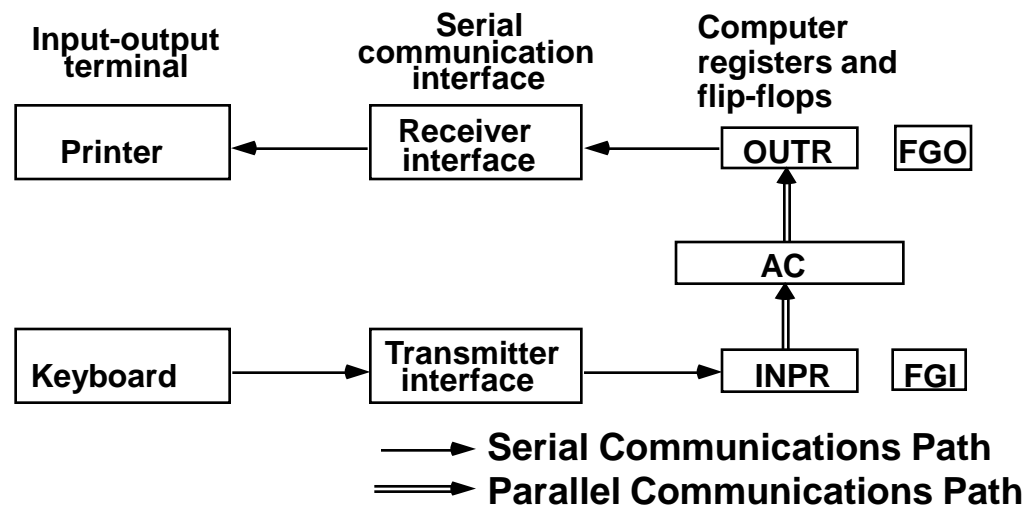 Input-output
terminal
Serial
communication
interface
Computer
registers and
flip-flops
Printer
Receiver
interface
OUTR
FGO
AC
Keyboard
Transmitter
interface
INPR
FGI
Serial Communications Path
Parallel Communications Path